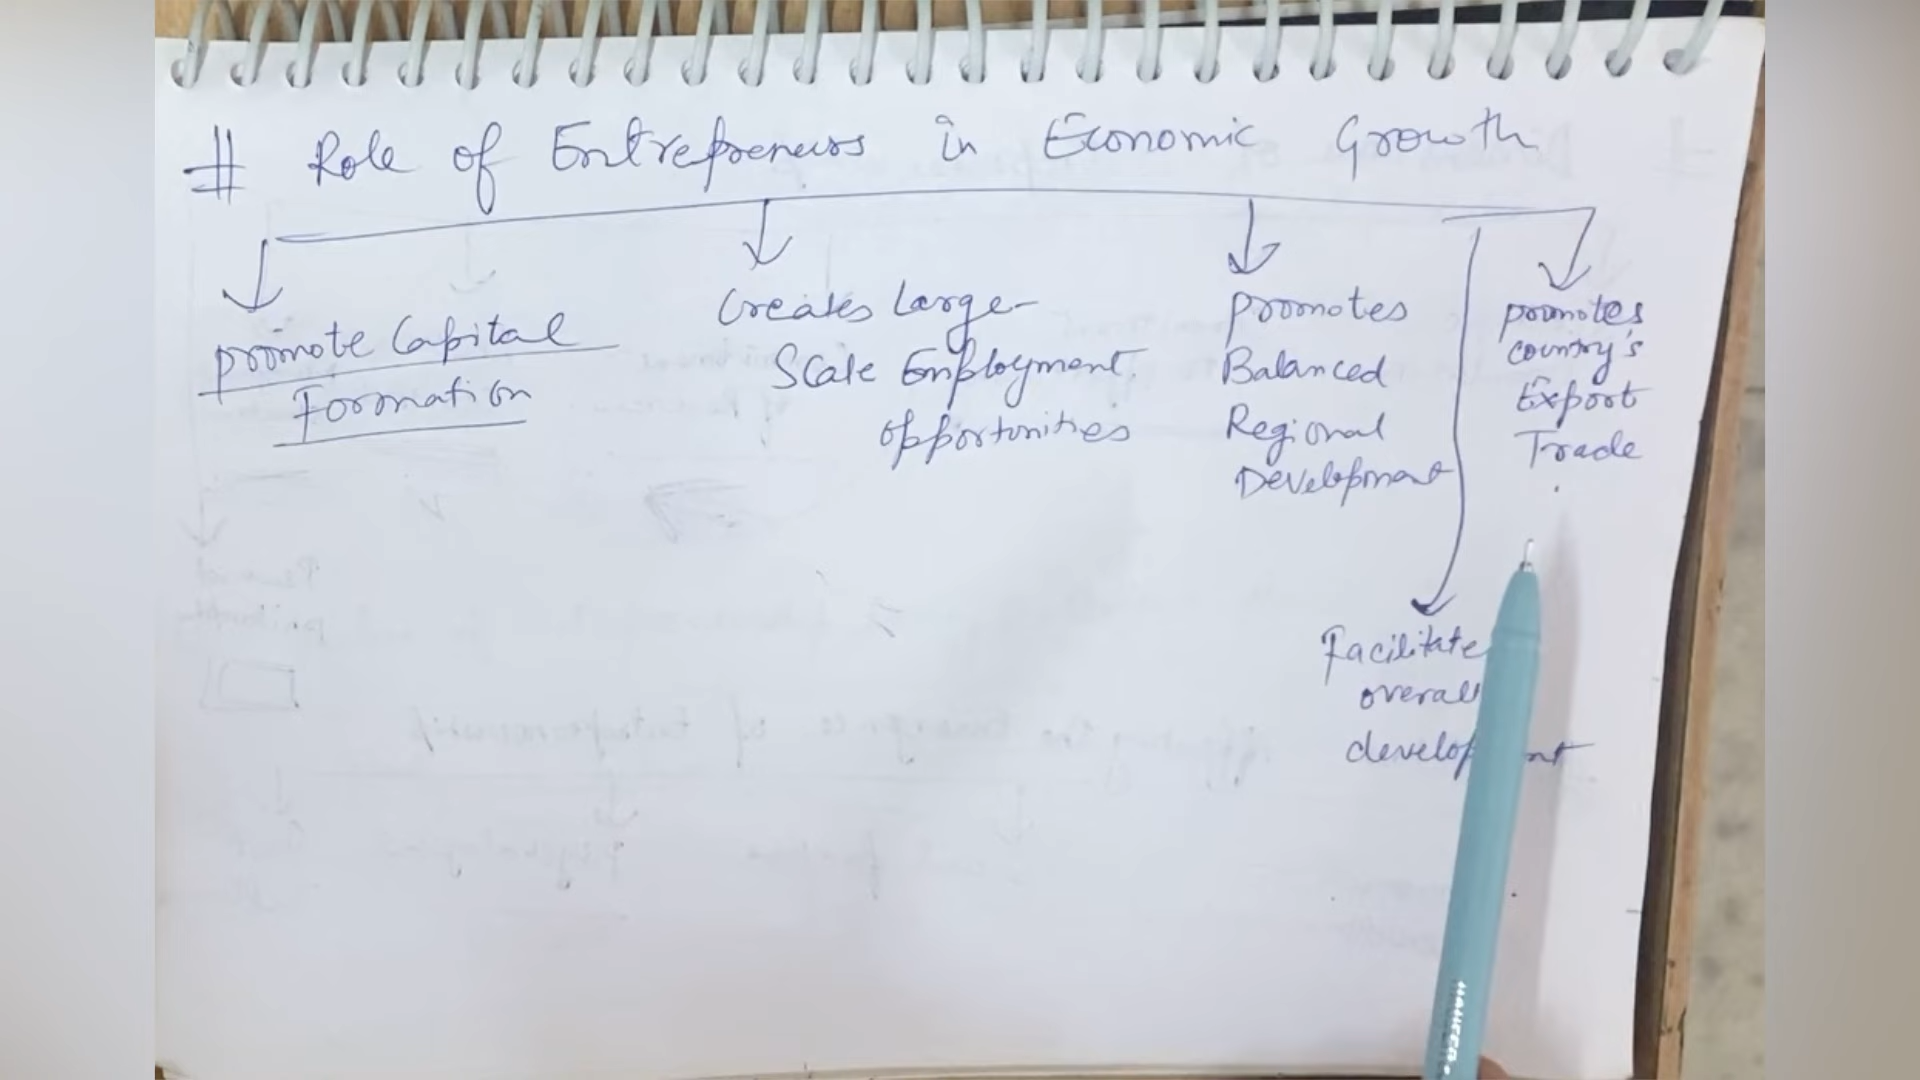 # Role of Entrepreneurs in Economic Growth
promote Capital
Formation
Creates Large-
Scale Employment
opportunities
promotes
Balanced
Regional
Development
promotes
country's
Export
Trade
Facilitate
overall